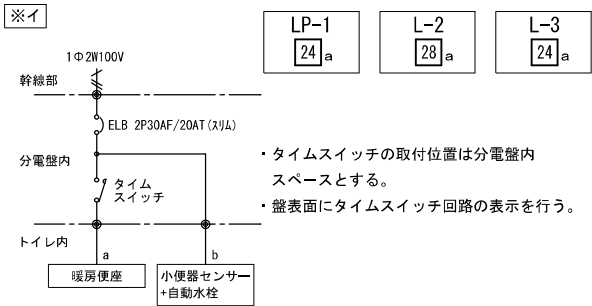 ※イ
LP-1
24 a
L-2
28 a
L-3
24 a
1Φ2W100V
幹線部
ELB 2P30AF/20AT(スリム)
分電盤内
タイム
スイッチ
・タイムスイッチの取付位置は分電盤内
スペースとする。
・盤表面にタイムスイッチ回路の表示を行う。
トイレ内
a
b
暖房便座
小便器センサー
+自動水栓